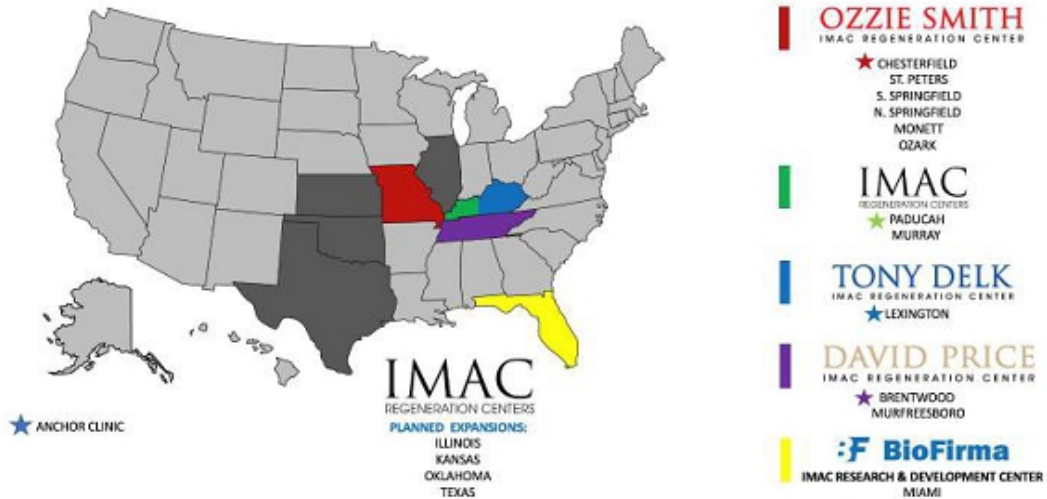 OZZIE SMITH
IMAC REGENERATION CENTER
CHESTERFIELD
ST. PETERS
S. SPRINGFIELD
N. SPRINGFIELD
MONETT
OZARK
IMAC
REGENERATION CENTERS
PADUCAH
MURRAY
TONY DELK
IMAC REGENERATION CENTER
LEXINGTON
DAVID PRICE
IMAC REGENERATION CENTER
BRENTWOOD
MURFREESBORO
BF BioFirma
IMAC RESEARCH & DEVELOPMENT CENTER
MIAMI
IMAC
REGENERATION CENTERS
PLANNED EXPANSIONS:
ILLINOIS
KANSAS
OKLAHOMA
TEXAS
ANCHOR CLINIC